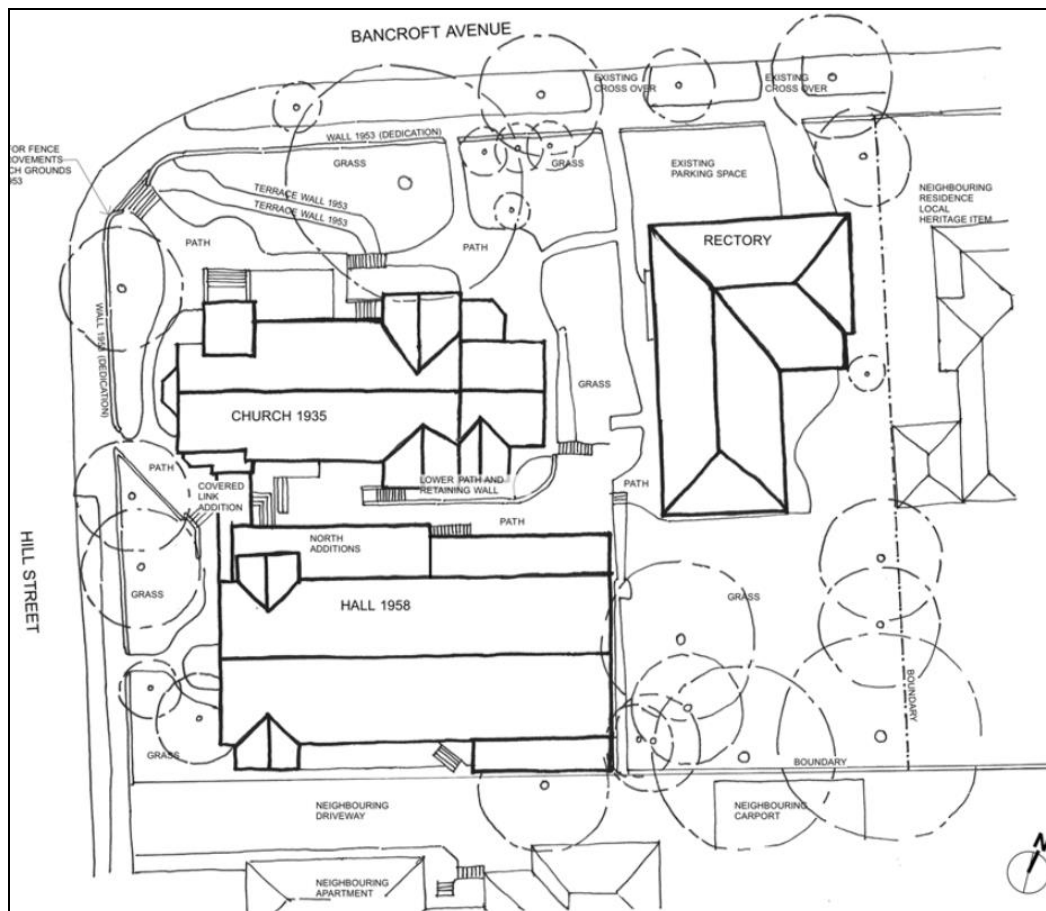 BANCROFT AVENUE
EXISTING
CROSS OVER
EXISTING
CROSS OVER
WALL 1953 (DEDICATION)
OR FENCE
OVEMENTS
CH GROUNDS
953
GRASS
GRASS
EXISTING
PARKING SPACE
NEIGHBOURING
RESIDENCE
LOCAL
HERITAGE ITEM
TERRACE WALL 1953
TERRACE WALL 1953
PATH
PATH
RECTORY
WALL 1953 (DEDICATION)
GRASS
CHURCH 1935
PATH
COVERED
LINK
ADDITION
LOWER PATH AND
RETAINING WALL
PATH
PATH
HILL STREET
NORTH
ADDITIONS
GRASS
HALL 1958
GRASS
BOUNDARY
GRASS
BOUNDARY
NEIGHBOURING
DRIVEWAY
NEIGHBOURING
CARPORT
N
NEIGHBOURING
APARTMENT